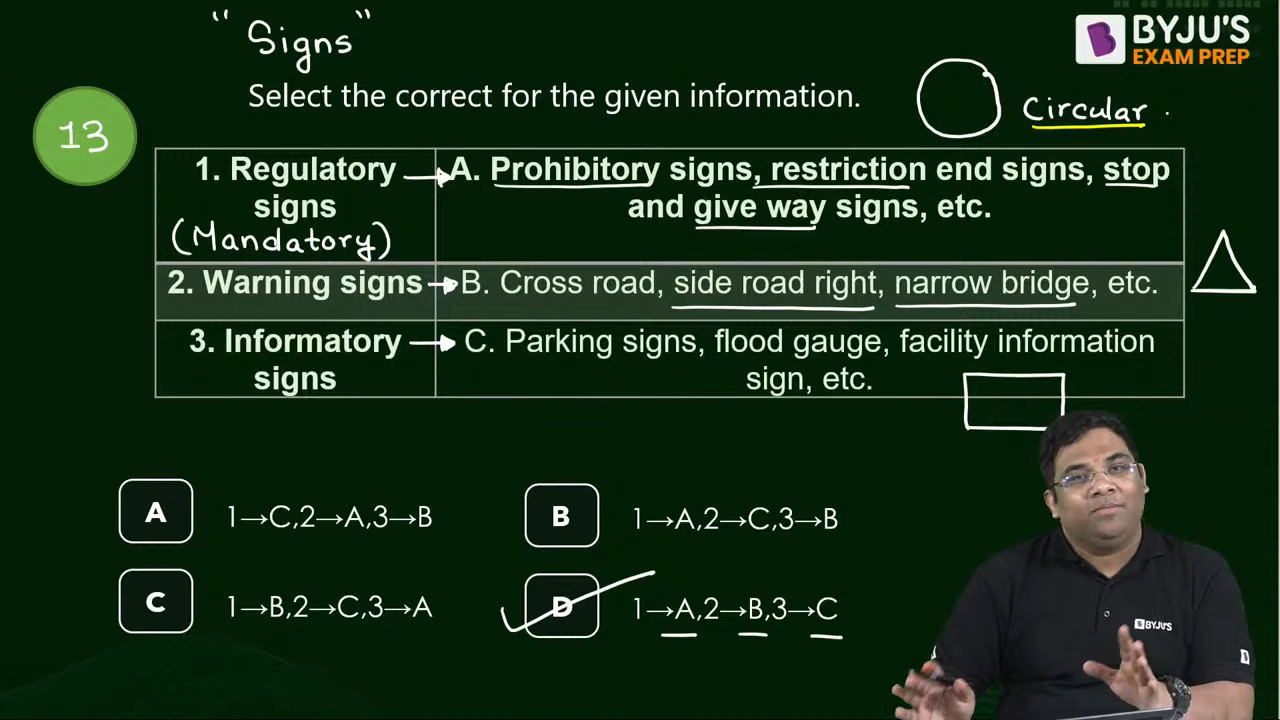 "Signs"
BYJU'S
EXAM PREP
Select the correct for the given information.
Circular
13
1. Regulatory signs
(Mandatory)
A. Prohibitory signs, restriction end signs, stop
and give way signs, etc.
2. Warning signs
B. Cross road, side road right, narrow bridge, etc.
3. Informatory
signs
C. Parking signs, flood gauge, facility information
sign, etc.
A 1→C,2→A,3→B
B 1→A,2→C,3→B
C 1→B,2→C,3→A
D 1→A,2→B,3→C
BYJU'S